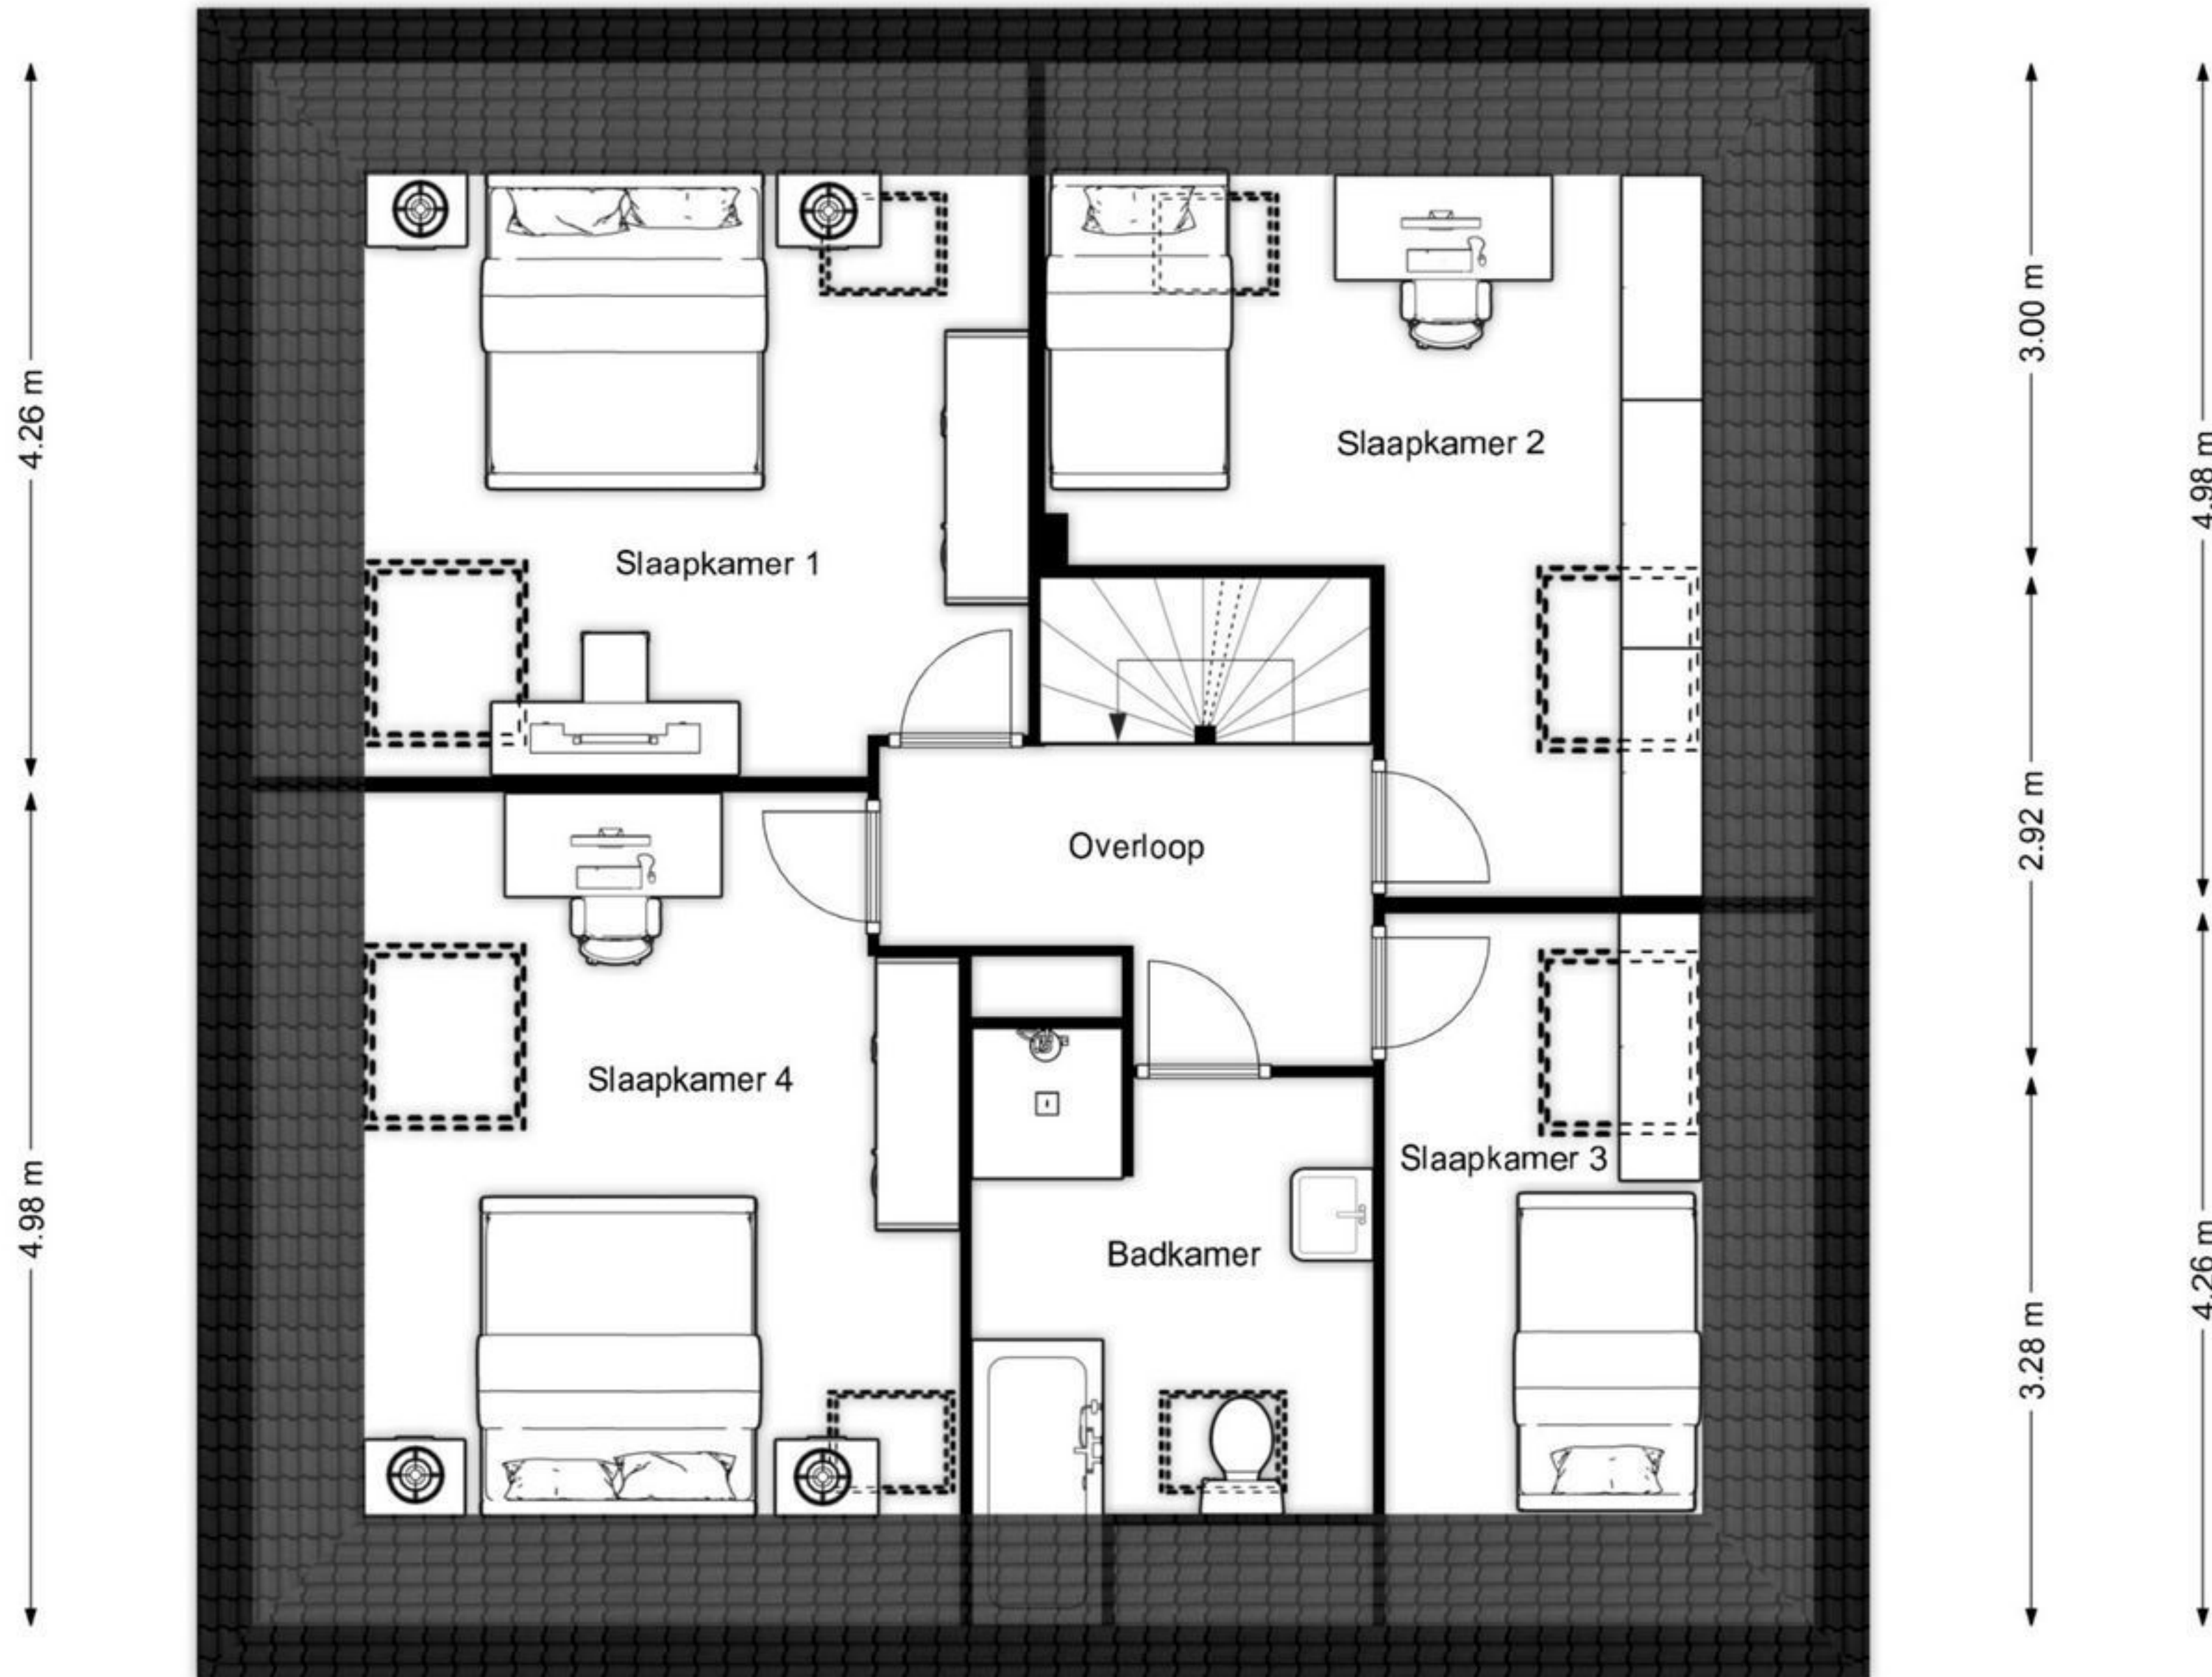 4.26 m
4.98 m
Slaapkamer 1
Slaapkamer 2
Overloop
Slaapkamer 4
Slaapkamer 3
Badkamer
3.00 m
2.92 m
3.28 m
4.98 m
4.26 m